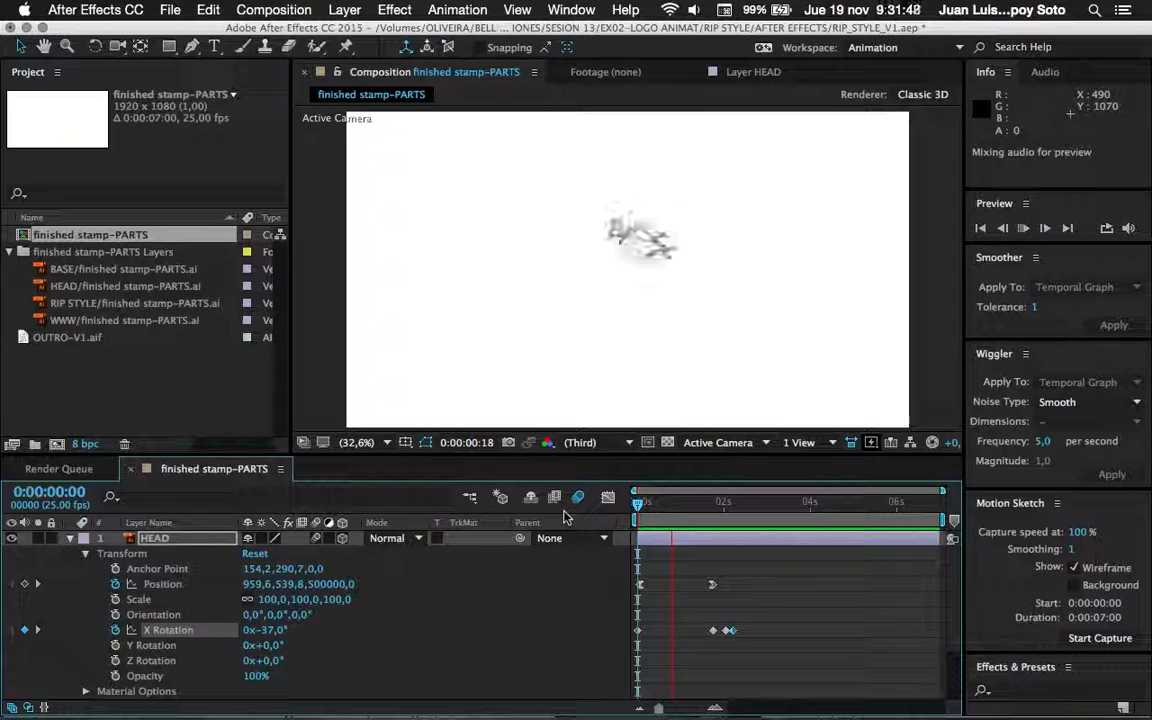 After Effects CC File Edit Composition Layer Effect Animation View Window Help 99% Jue 19 nov 9:31:48 Juan Luis...poy Soto
Adobe After Effects CC 2015 - /Volumes/OLIVEIRA/BELL ... IONES/SESION 13/EX02-LOGO ANIMAT/RIP STYLE/AFTER EFFECTS/RIP_STYLE_V1.aep *
Snapping Workspace: Animation Search Help
Project Composition finished stamp-PARTS Footage (none) Layer HEAD Info Audio
finished stamp-PARTS
1920 x 1080 (1,00)
Δ 0:00:07:00, 25,00 fps
finished stamp-PARTS Renderer: Classic 3D
Active Camera
R :
G :
B :
A : 0
X : 490
Y : 1070
Mixing audio for preview
Name Type
finished stamp-PARTS
finished stamp-PARTS Layers
BASE/finished stamp-PARTS.ai
HEAD/finished stamp-PARTS.ai
RIP STYLE/finished stamp-PARTS.ai
WWW/finished stamp-PARTS.ai
OUTRO-V1.aif
Preview
Smoother
Apply To: Temporal Graph
Tolerance: 1
Apply
Wiggler
Apply To: Temporal Graph
Noise Type: Smooth
Dimensions: -
Frequency: 5,0 per second
Magnitude: 1,0
Apply
8 bpc
(32,6%) 0:00:00:18 (Third) Active Camera 1 View +0,
Render Queue finished stamp-PARTS
0:00:00:00
00000 (25.00 fps)
02s 04s 06s
# Layer Name Mode T TrkMat Parent
1 HEAD Normal None
Transform Reset
Anchor Point 154,2,290,7,0,0
Position 959,6,539,8,500000,0
Scale 100,0,100,0,100,0
Orientation 0,0°,0,0°,0,0°
X Rotation 0x-37,0°
Y Rotation 0x+0,0°
Z Rotation 0x+0,0°
Opacity 100%
Material Options
Motion Sketch
Capture speed at: 100 %
Smoothing: 1
Show: Wireframe
Background
Start: 0:00:00:00
Duration: 0:00:07:00
Start Capture
Effects & Presets